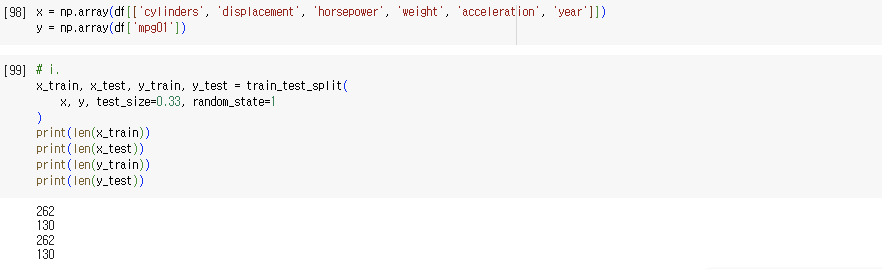 [98] x = np.array(df[['cylinders', 'displacement', 'horsepower', 'weight', 'acceleration', 'year']])
y = np.array(df['mpg01'])
[99] # i.
x_train, x_test, y_train, y_test = train_test_split(
x, y, test_size=0.33, random_state=1
)
print(len(x_train))
print(len(x_test))
print(len(y_train))
print(len(y_test))
262
130
262
130